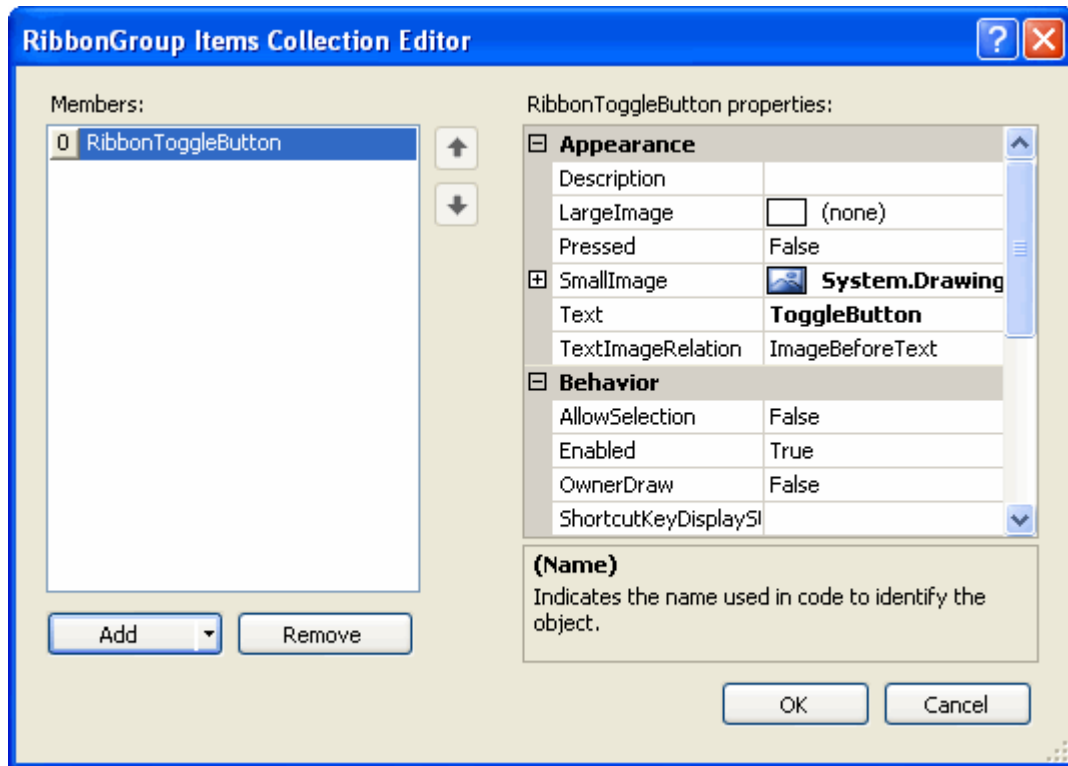 RibbonGroup Items Collection Editor
Members:
0 RibbonToggleButton
Add
Remove
RibbonToggleButton properties:
Appearance
Description
LargeImage (none)
Pressed False
SmallImage System.Drawing
Text ToggleButton
TextImageRelation ImageBeforeText
Behavior
AllowSelection False
Enabled True
OwnerDraw False
ShortcutKeyDisplaySt
(Name)
Indicates the name used in code to identify the
object.
OK
Cancel